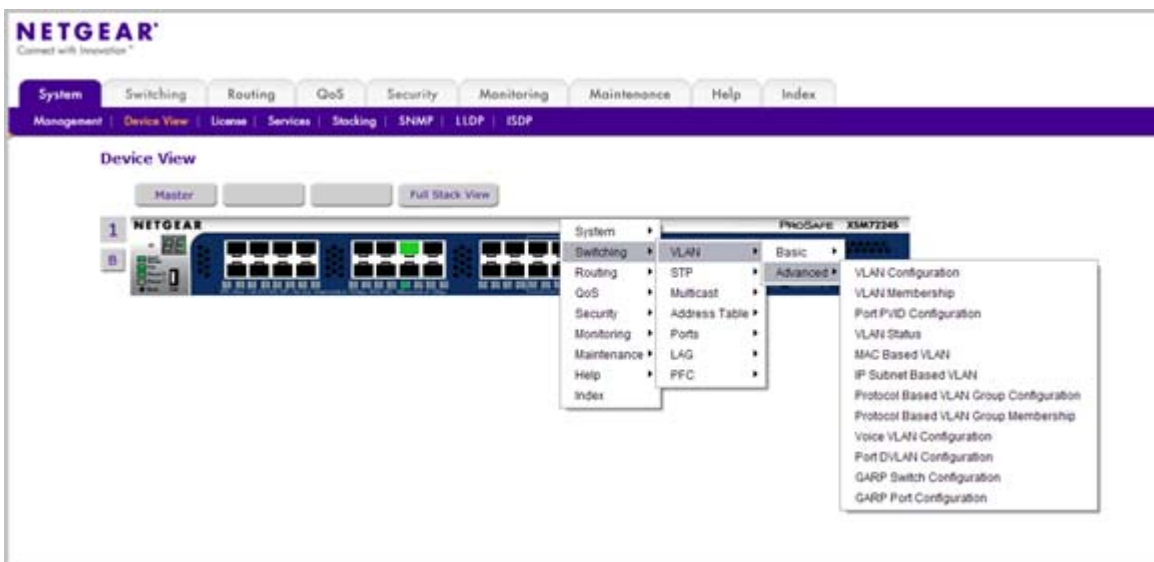 NETGEAR®
Connect with Innovation™
System Switching Routing QoS Security Monitoring Maintenance Help Index
Management | Device View | License | Services | Stacking | SNMP | LLDP | ISDP
Device View
Master Full Stack View
1 NETGEAR PROSAFE XSM7224S
B
System
Switching
Routing
QoS
Security
Monitoring
Maintenance
Help
Index
VLAN
STP
Multicast
Address Table
Ports
LAG
PFC
Basic
Advanced
VLAN Configuration
VLAN Membership
Port PVID Configuration
VLAN Status
MAC Based VLAN
IP Subnet Based VLAN
Protocol Based VLAN Group Configuration
Protocol Based VLAN Group Membership
Voice VLAN Configuration
Port DVLAN Configuration
GARP Switch Configuration
GARP Port Configuration